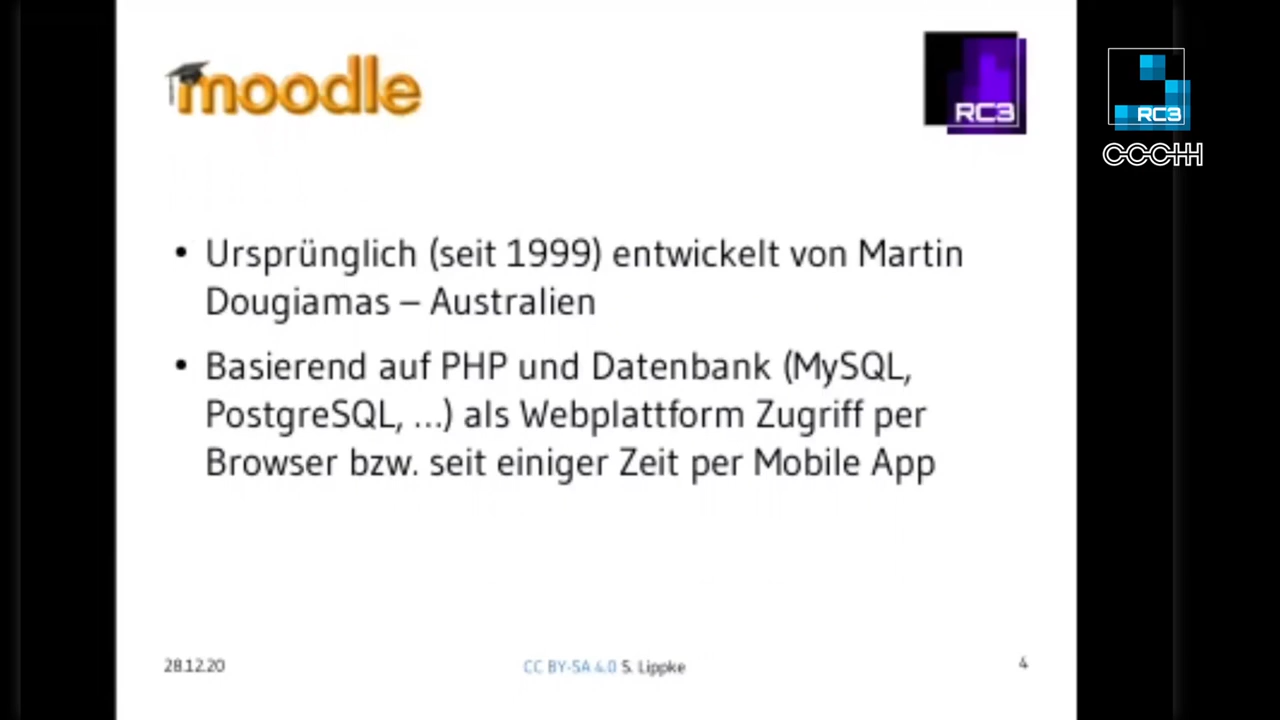 moodle
RC3
RC3
CCCHH
• Ursprünglich (seit 1999) entwickelt von Martin
Dougiamas – Australien
• Basierend auf PHP und Datenbank (MySQL,
PostgreSQL, ...) als Webplattform Zugriff per
Browser bzw. seit einiger Zeit per Mobile App
28.12.20
CC BY-SA 4.0 S. Lippke
4